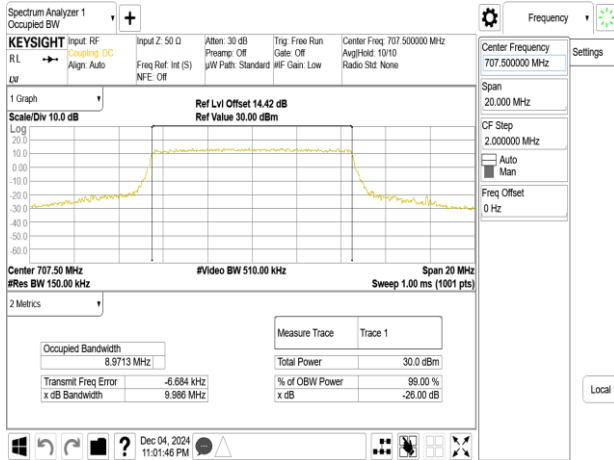 Spectrum Analyzer 1
Occupied BW
Frequency
KEYSIGHT
RL
LXI
Input: RF
Coupling: DC
Align: Auto
Input Z: 50 Ω
Freq Ref: Int (S)
NFE: Off
Atten: 30 dB
Preamp: Off
µW Path: Standard
Trig: Free Run
Gate: Off
#IF Gain: Low
Center Freq: 707.500000 MHz
Avg|Hold: 10/10
Radio Std: None
Center Frequency
707.500000 MHz
Settings
Span
20.000 MHz
CF Step
2.000000 MHz
Auto
Man
Freq Offset
0 Hz
Local
1 Graph
Scale/Div 10.0 dB
Ref Lvl Offset 14.42 dB
Ref Value 30.00 dBm
Log
20.0
10.0
0.00
-10.0
-20.0
-30.0
-40.0
-50.0
-60.0
Center 707.50 MHz
#Video BW 510.00 kHz
Span 20 MHz
#Res BW 150.00 kHz
Sweep 1.00 ms (1001 pts)
2 Metrics
Measure Trace Trace 1
Occupied Bandwidth
8.9713 MHz
Total Power 30.0 dBm
Transmit Freq Error -6.684 kHz
% of OBW Power 99.00 %
x dB Bandwidth 9.986 MHz
x dB -26.00 dB
?
Dec 04, 2024
11:01:46 PM